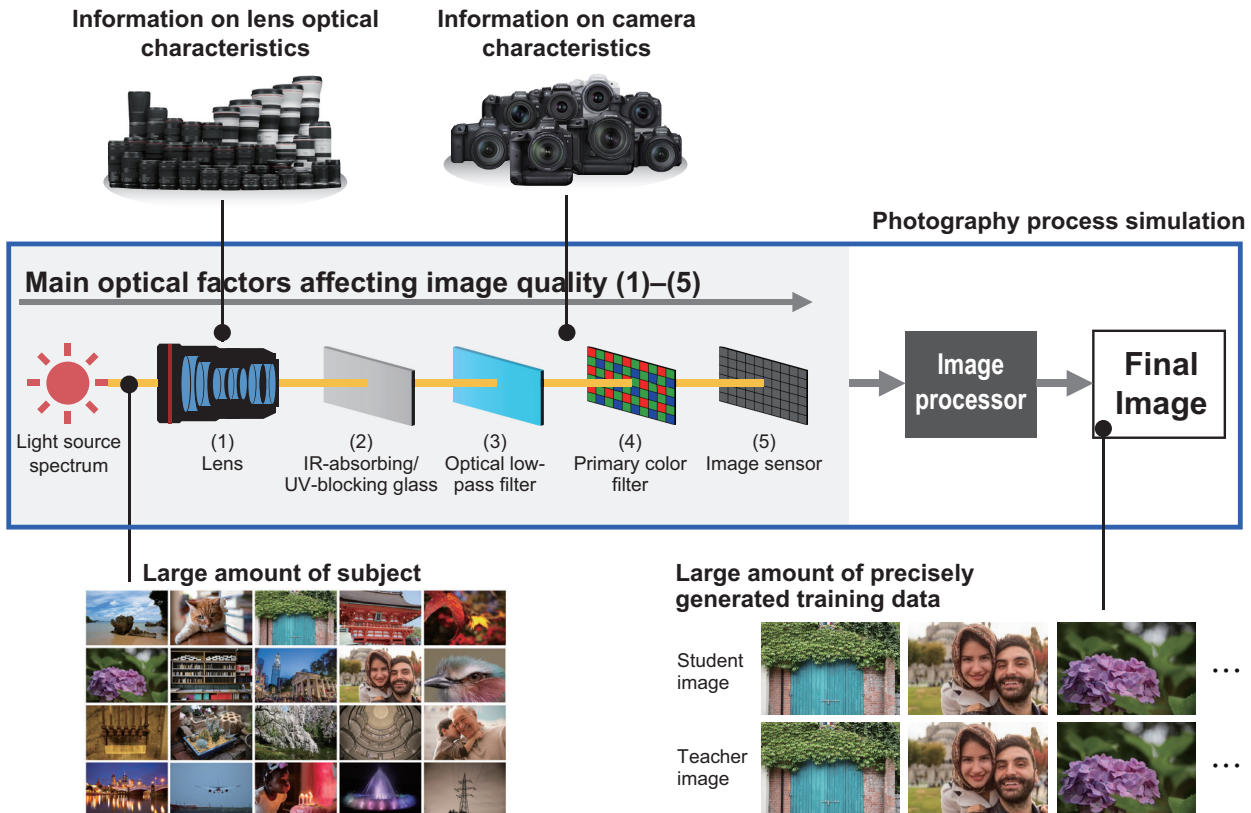 Information on lens optical
characteristics
Information on camera
characteristics
Photography process simulation
Main optical factors affecting image quality (1)–(5)
Light source
spectrum
(1)
Lens
(2)
IR-absorbing/
UV-blocking glass
(3)
Optical low-
pass filter
(4)
Primary color
filter
(5)
Image sensor
Image
processor
Final
Image
Large amount of subject
Large amount of precisely
generated training data
Student
image
...
Teacher
image
...